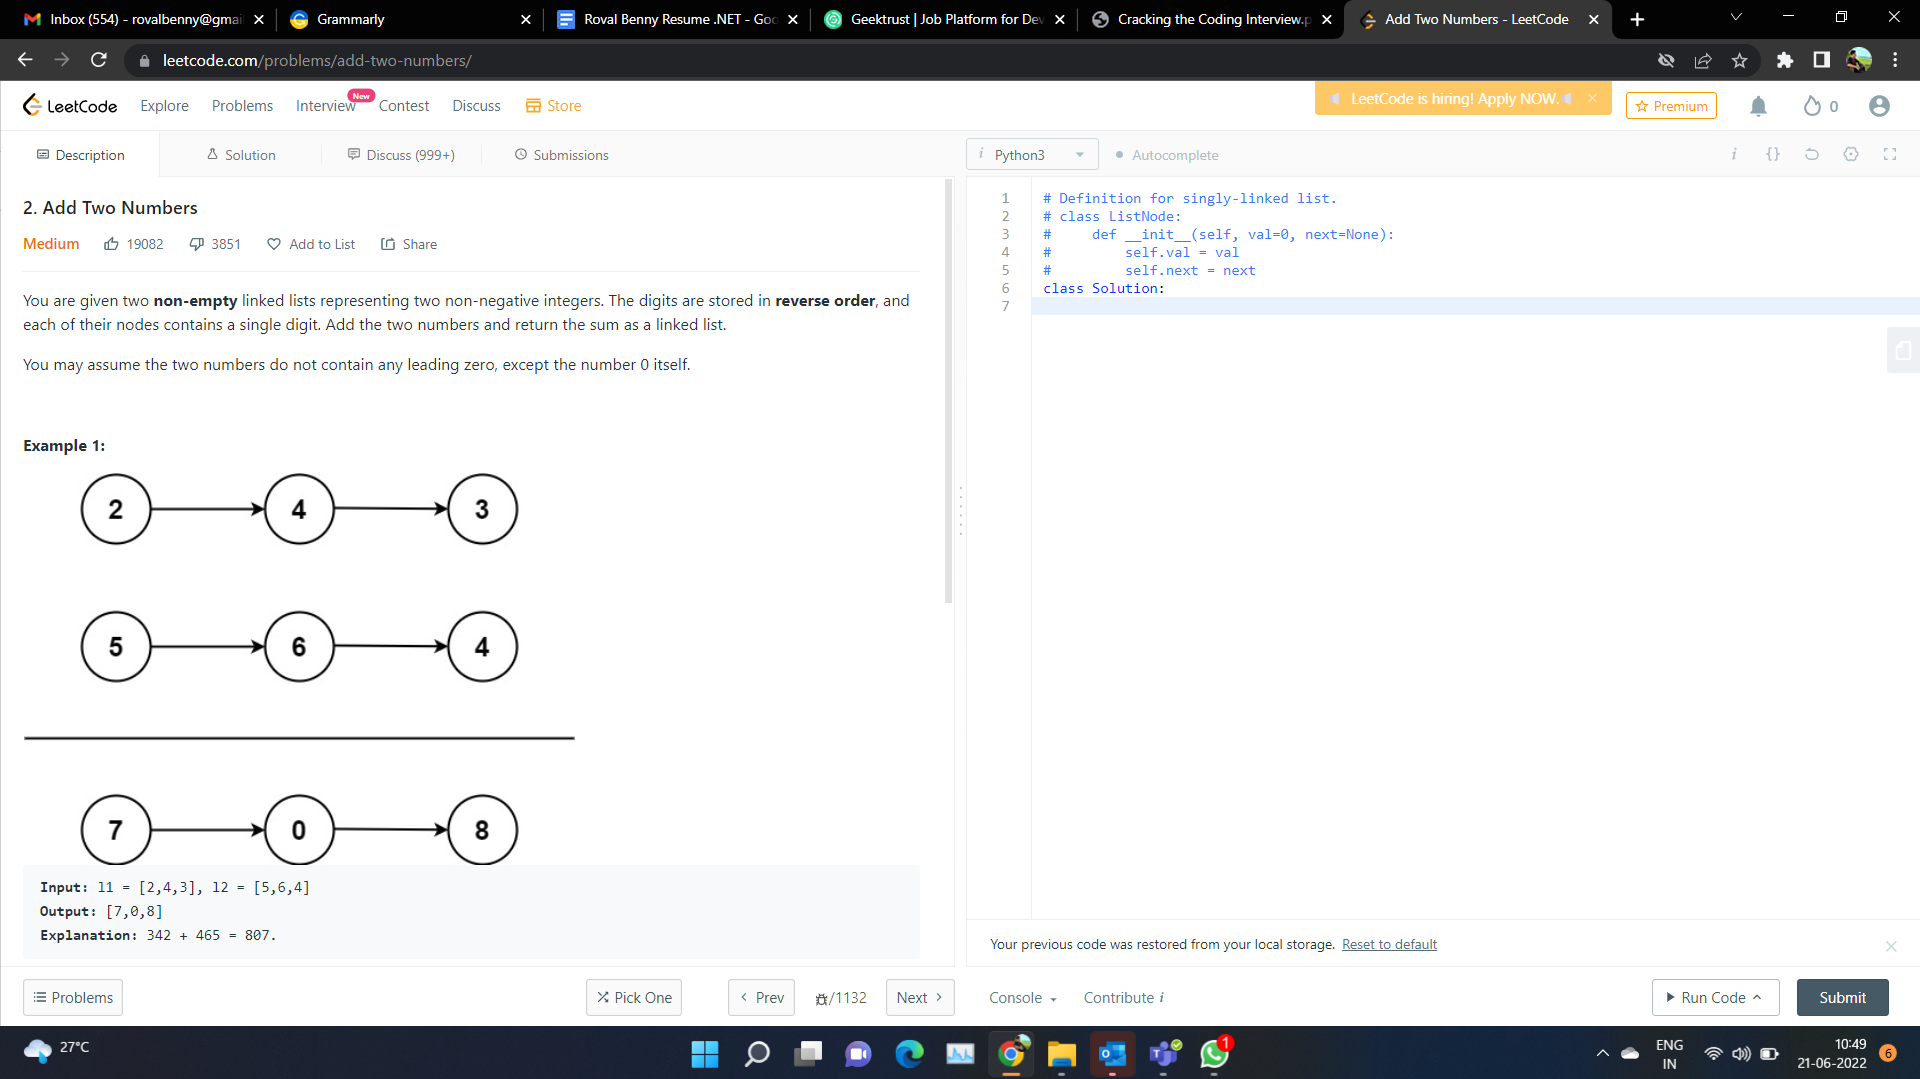 Inbox (554) - rovalbenny@gmai
Grammarly
Roval Benny Resume .NET - Goo
Geektrust | Job Platform for Dev
Cracking the Coding Interview.p
Add Two Numbers - LeetCode
leetcode.com/problems/add-two-numbers/
LeetCode Explore Problems Interview New Contest Discuss Store
LeetCode is hiring! Apply NOW.
Premium
0
Description Solution Discuss (999+) Submissions
i Python3 Autocomplete
i {}
2. Add Two Numbers
Medium 19082 3851 Add to List Share
You are given two non-empty linked lists representing two non-negative integers. The digits are stored in reverse order, and
each of their nodes contains a single digit. Add the two numbers and return the sum as a linked list.
You may assume the two numbers do not contain any leading zero, except the number 0 itself.
Example 1:
2 4 3
5 6 4
7 0 8
Input: l1 = [2,4,3], l2 = [5,6,4]
Output: [7,0,8]
Explanation: 342 + 465 = 807.
1 # Definition for singly-linked list.
2 # class ListNode:
3 #     def __init__(self, val=0, next=None):
4 #         self.val = val
5 #         self.next = next
6 class Solution:
7
Your previous code was restored from your local storage. Reset to default
Problems Pick One < Prev /1132 Next >
Console Contribute i
Run Code Submit
27°C
1
ENG
IN
10:49
21-06-2022
6